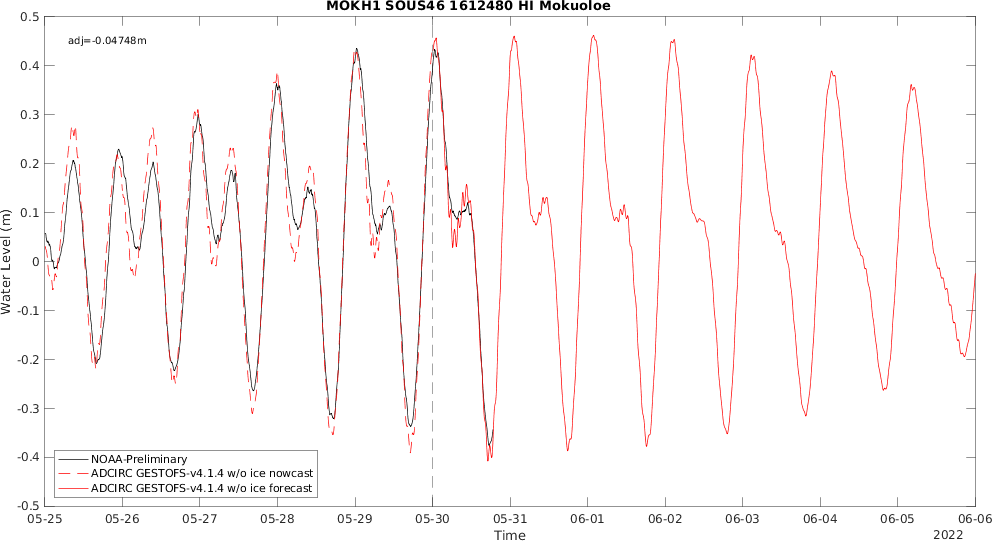 MOKH1 SOUS46 1612480 HI Mokuoloe
adj=-0.04748m
Water Level (m)
0.5
0.4
0.3
0.2
0.1
0
-0.1
-0.2
-0.3
-0.4
-0.5
NOAA-Preliminary
ADCIRC GESTOFS-v4.1.4 w/o ice nowcast
ADCIRC GESTOFS-v4.1.4 w/o ice forecast
05-25 05-26 05-27 05-28 05-29 05-30 05-31 06-01 06-02 06-03 06-04 06-05 06-06
Time
2022